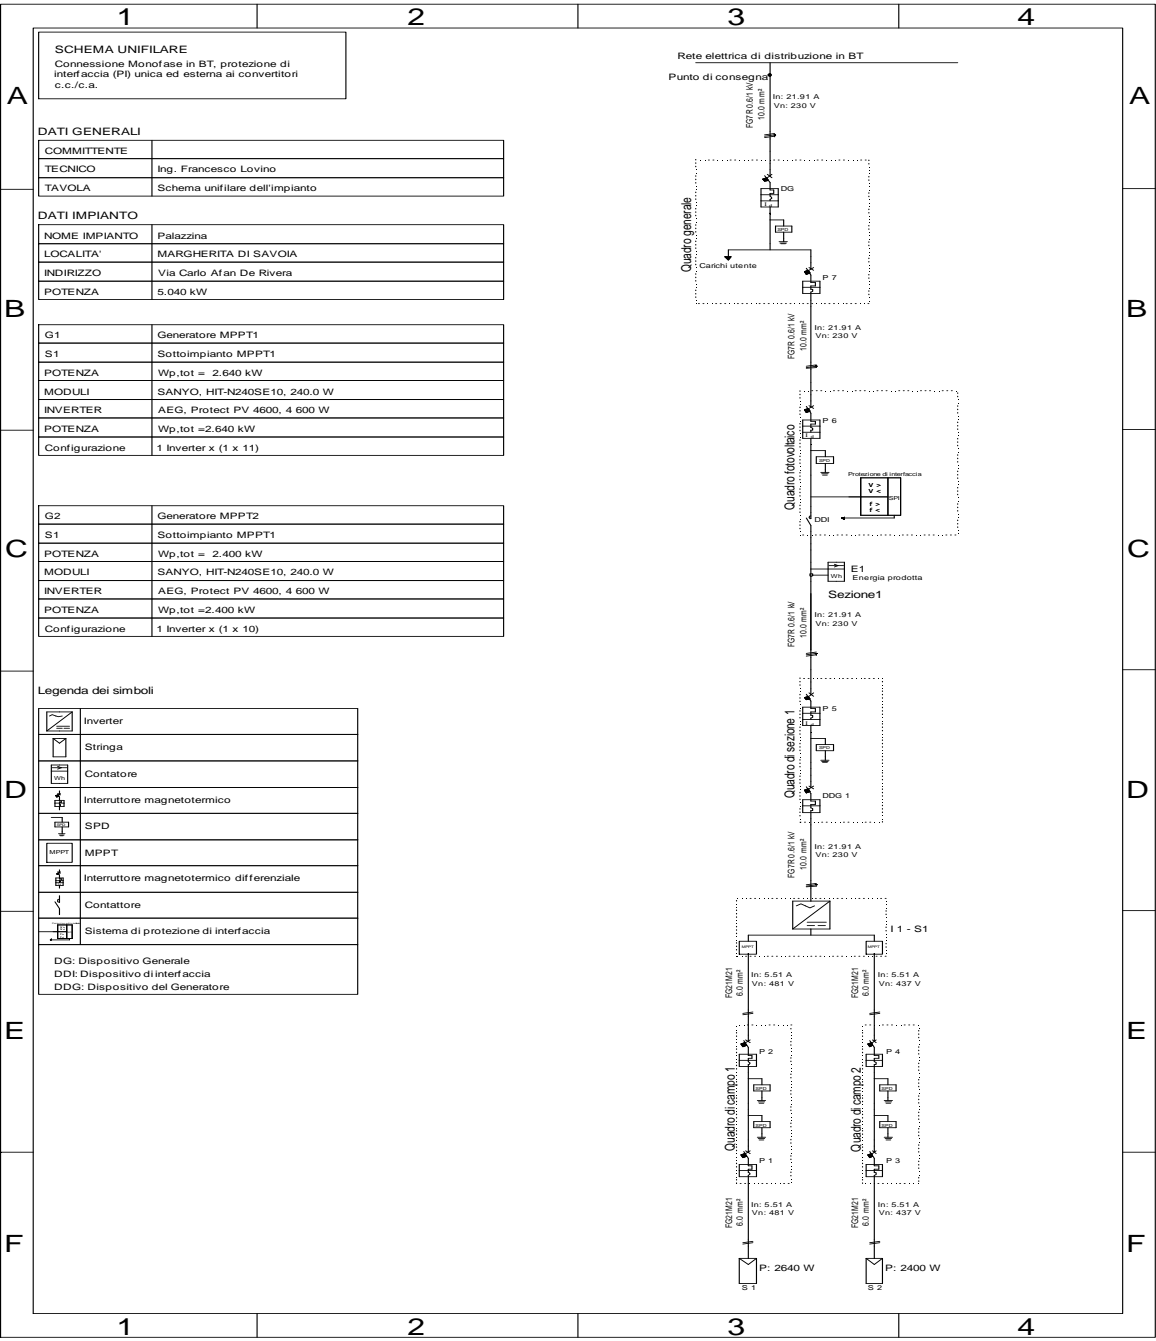 1 2 3 4
A
B
C
D
E
F
A
B
C
D
E
F
1 2 3 4
SCHEMA UNIFILARE
Connessione Monofase in BT, protezione di
interfaccia (PI) unica ed esterna ai convertitori
c.c./c.a.
DATI GENERALI
COMMITTENTE
TECNICO Ing. Francesco Lovino
TAVOLA Schema unifilare dell'impianto
DATI IMPIANTO
NOME IMPIANTO Palazzina
LOCALITA' MARGHERITA DI SAVOIA
INDIRIZZO Via Carlo Afan De Rivera
POTENZA 5.040 kW
G1 Generatore MPPT1
S1 Sottoimpianto MPPT1
POTENZA Wp,tot = 2.640 kW
MODULI SANYO, HIT-N240SE10, 240.0 W
INVERTER AEG, Protect PV 4600, 4 600 W
POTENZA Wp,tot =2.640 kW
Configurazione 1 Inverter x (1 x 11)
G2 Generatore MPPT2
S1 Sottoimpianto MPPT1
POTENZA Wp,tot = 2.400 kW
MODULI SANYO, HIT-N240SE10, 240.0 W
INVERTER AEG, Protect PV 4600, 4 600 W
POTENZA Wp,tot =2.400 kW
Configurazione 1 Inverter x (1 x 10)
Legenda dei simboli
Inverter
Stringa
Wh Contatore
Interruttore magnetotermico
SPD SPD
MPPT MPPT
Interruttore magnetotermico differenziale
Contattore
Sistema di protezione di interfaccia
DG: Dispositivo Generale
DDI: Dispositivo di interfaccia
DDG: Dispositivo del Generatore
Rete elettrica di distribuzione in BT
Punto di consegna
FG7R 0.6/1 kV
10.0 mm²
In: 21.91 A
Vn: 230 V
Quadro generale
DG
SPD
Carichi utente
P 7
FG7R 0.6/1 kV
10.0 mm²
In: 21.91 A
Vn: 230 V
Quadro fotovoltaico
P 6
SPD
Protezione di interfaccia
V >
V <
f >
f <
SPI
DDI
E1
Wh Energia prodotta
Sezione1
FG7R 0.6/1 kV
10.0 mm²
In: 21.91 A
Vn: 230 V
Quadro di sezione 1
P 5
SPD
DDG 1
FG7R 0.6/1 kV
10.0 mm²
In: 21.91 A
Vn: 230 V
I 1 - S1
MPPT MPPT
FG21M21
6.0 mm²
In: 5.51 A
Vn: 481 V
FG21M21
6.0 mm²
In: 5.51 A
Vn: 437 V
Quadro di campo 1
P 2
SPD
SPD
P 1
Quadro di campo 2
P 4
SPD
SPD
P 3
FG21M21
6.0 mm²
In: 5.51 A
Vn: 481 V
FG21M21
6.0 mm²
In: 5.51 A
Vn: 437 V
P: 2640 W
S 1
P: 2400 W
S 2